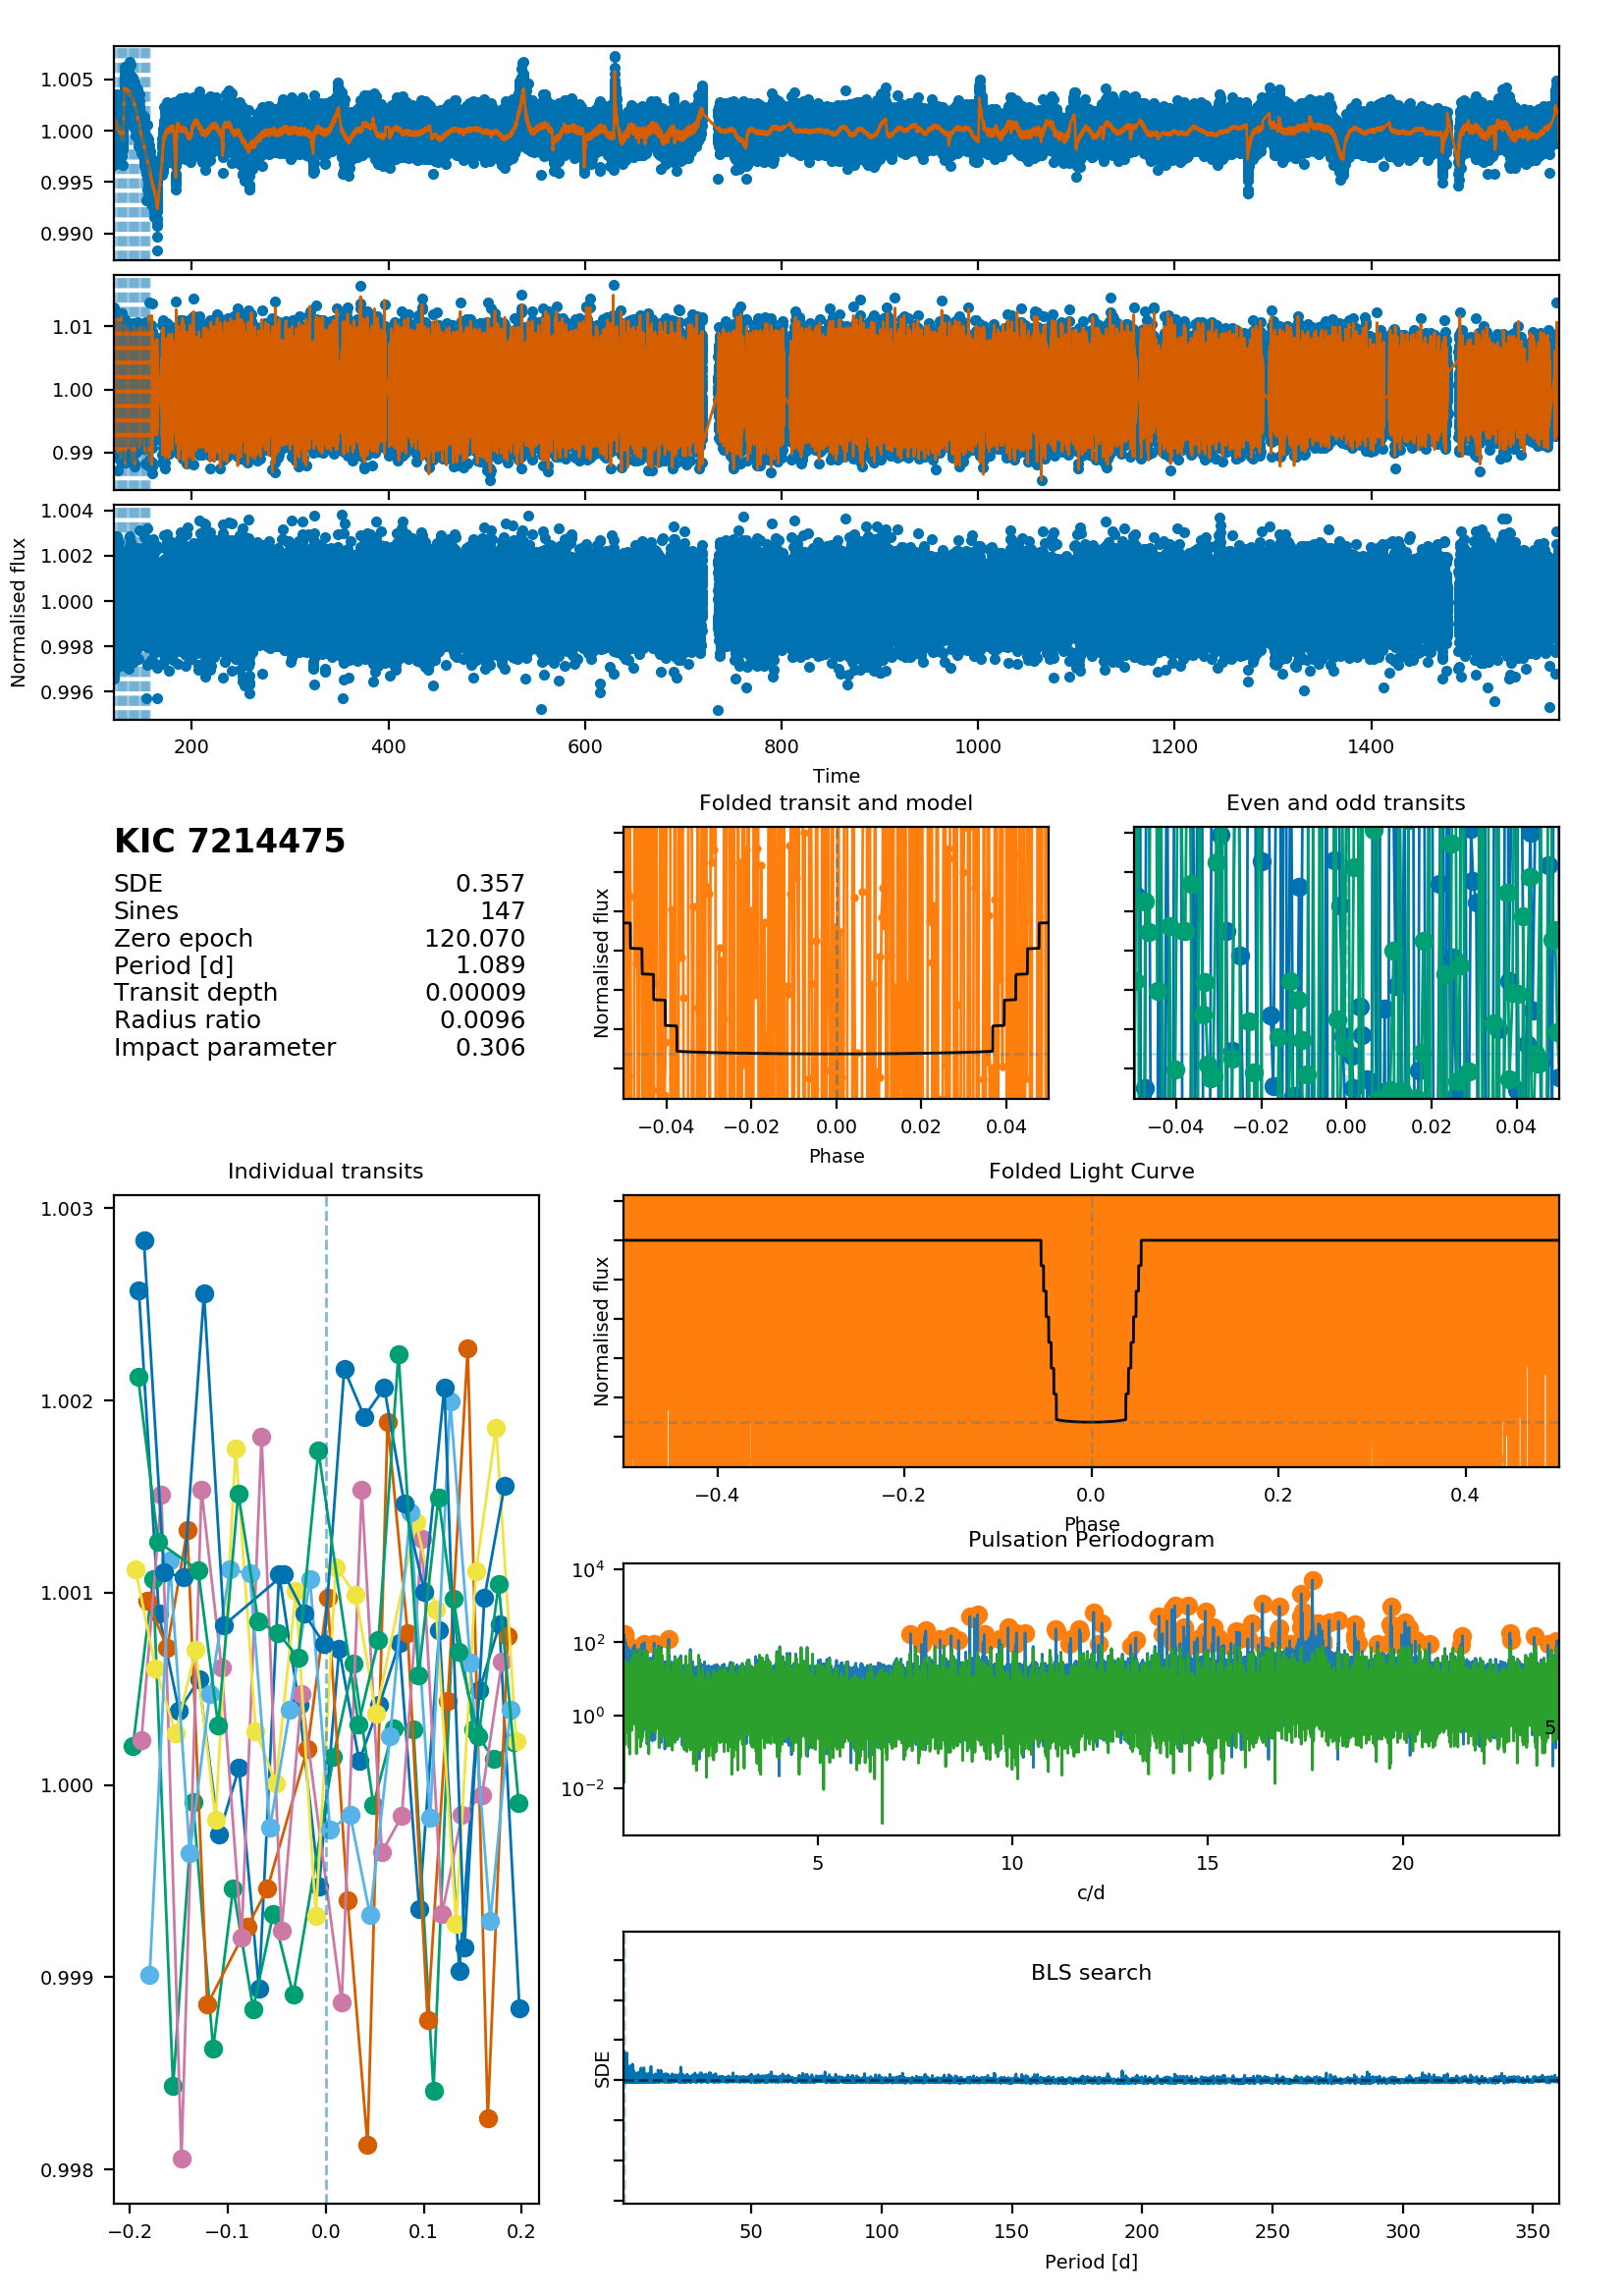 1.005
1.000
0.995
0.990
1.01
1.00
0.99
1.004
1.002
1.000
0.998
0.996
Normalised flux
200 400 600 800 1000 1200 1400
Time
KIC 7214475
SDE 0.357
Sines 147
Zero epoch 120.070
Period [d] 1.089
Transit depth 0.00009
Radius ratio 0.0096
Impact parameter 0.306
Folded transit and model
Normalised flux
−0.04 −0.02 0.00 0.02 0.04
Phase
Even and odd transits
−0.04 −0.02 0.00 0.02 0.04
Individual transits
1.003
1.002
1.001
1.000
0.999
0.998
−0.2 −0.1 0.0 0.1 0.2
Folded Light Curve
Normalised flux
−0.4 −0.2 0.0 0.2 0.4
Phase
Pulsation Periodogram
10⁴
10²
10⁰
10⁻²
5
5 10 15 20
c/d
BLS search
SDE
50 100 150 200 250 300 350
Period [d]